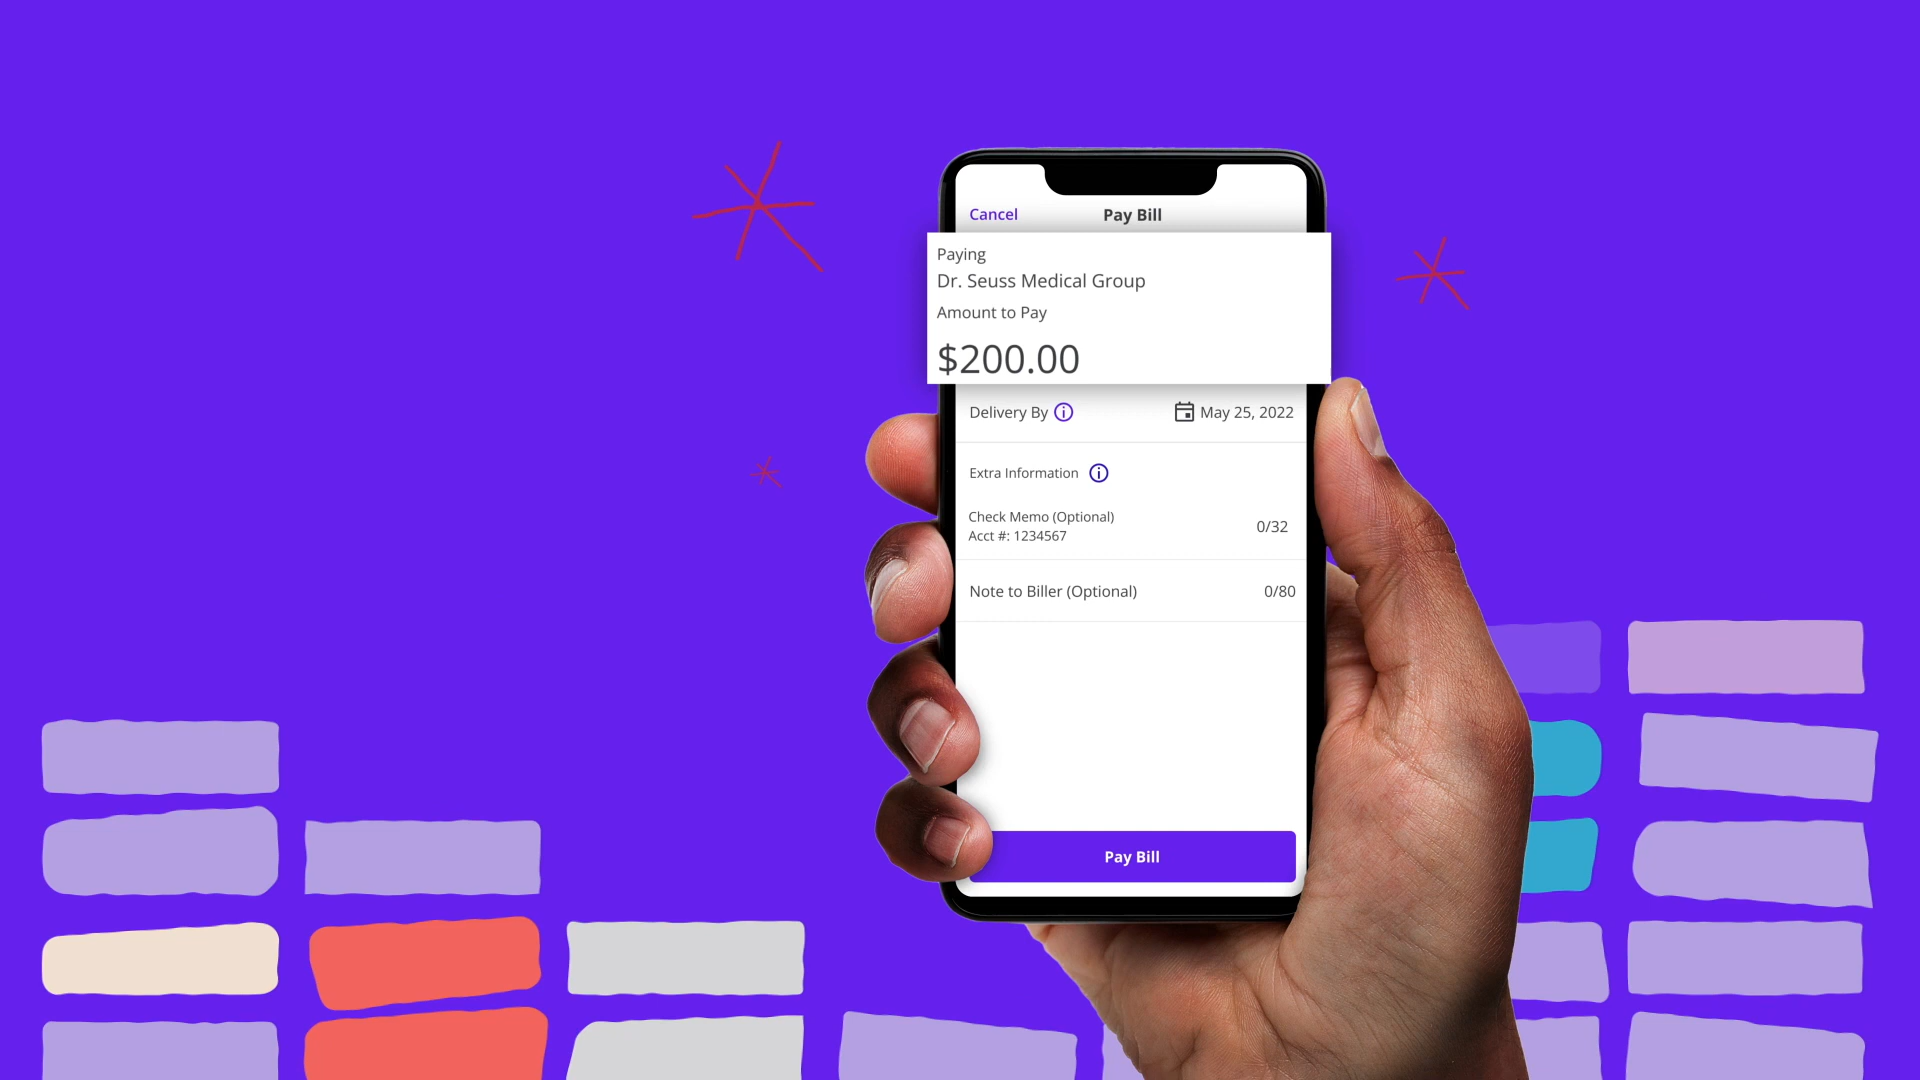 Cancel Pay Bill
Paying
Dr. Seuss Medical Group
Amount to Pay
$200.00
Delivery By May 25, 2022
Extra Information
Check Memo (Optional)
Acct #: 1234567 0/32
Note to Biller (Optional) 0/80
Pay Bill